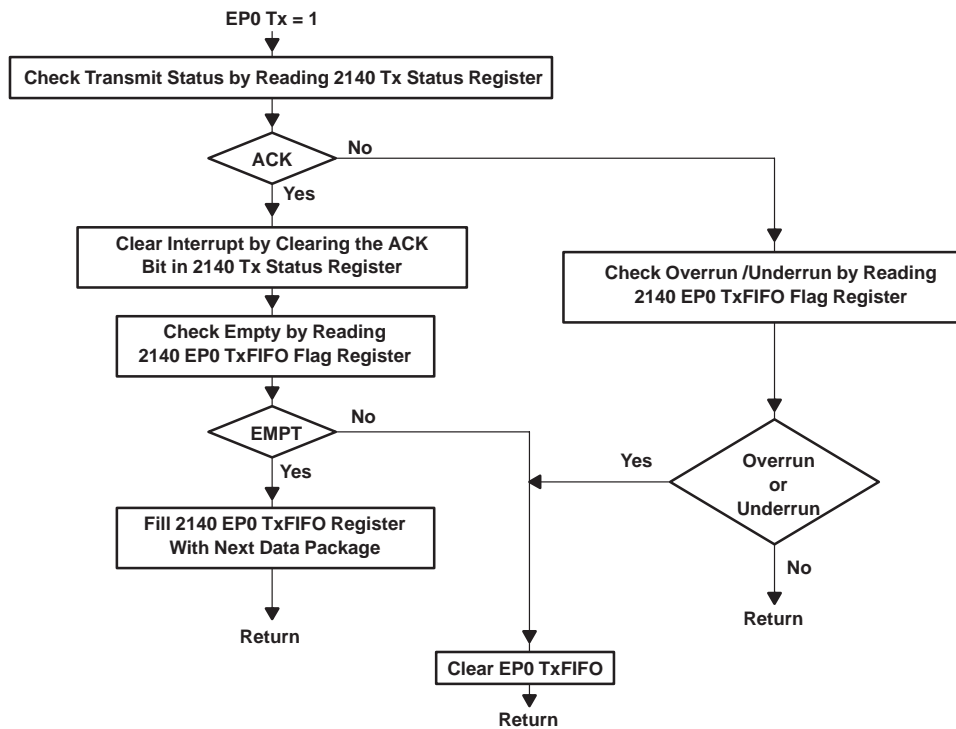 EP0 Tx = 1
Check Transmit Status by Reading 2140 Tx Status Register
ACK
No
Yes
Clear Interrupt by Clearing the ACK
Bit in 2140 Tx Status Register
Check Overrun /Underrun by Reading
2140 EP0 TxFIFO Flag Register
Check Empty by Reading
2140 EP0 TxFIFO Flag Register
EMPT
No
Yes
Yes
Overrun
or
Underrun
Fill 2140 EP0 TxFIFO Register
With Next Data Package
No
Return
Return
Clear EP0 TxFIFO
Return